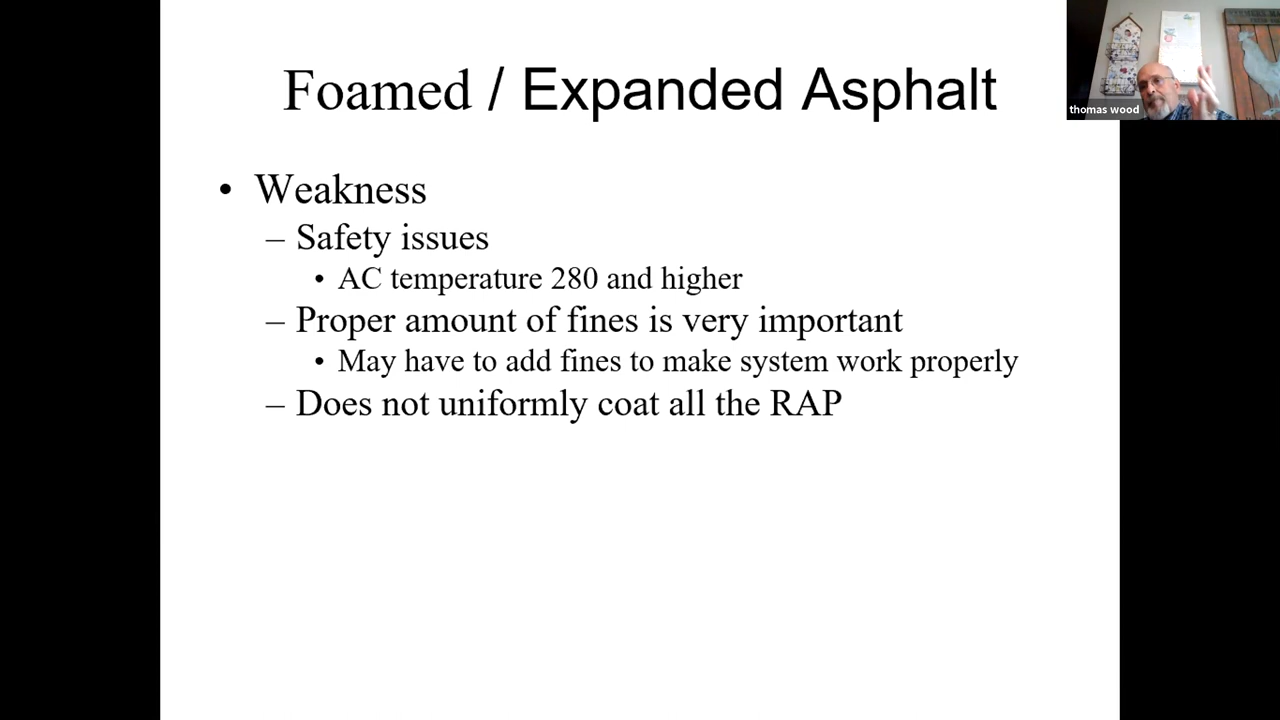 Foamed / Expanded Asphalt
thomas wood
• Weakness
– Safety issues
• AC temperature 280 and higher
– Proper amount of fines is very important
• May have to add fines to make system work properly
– Does not uniformly coat all the RAP